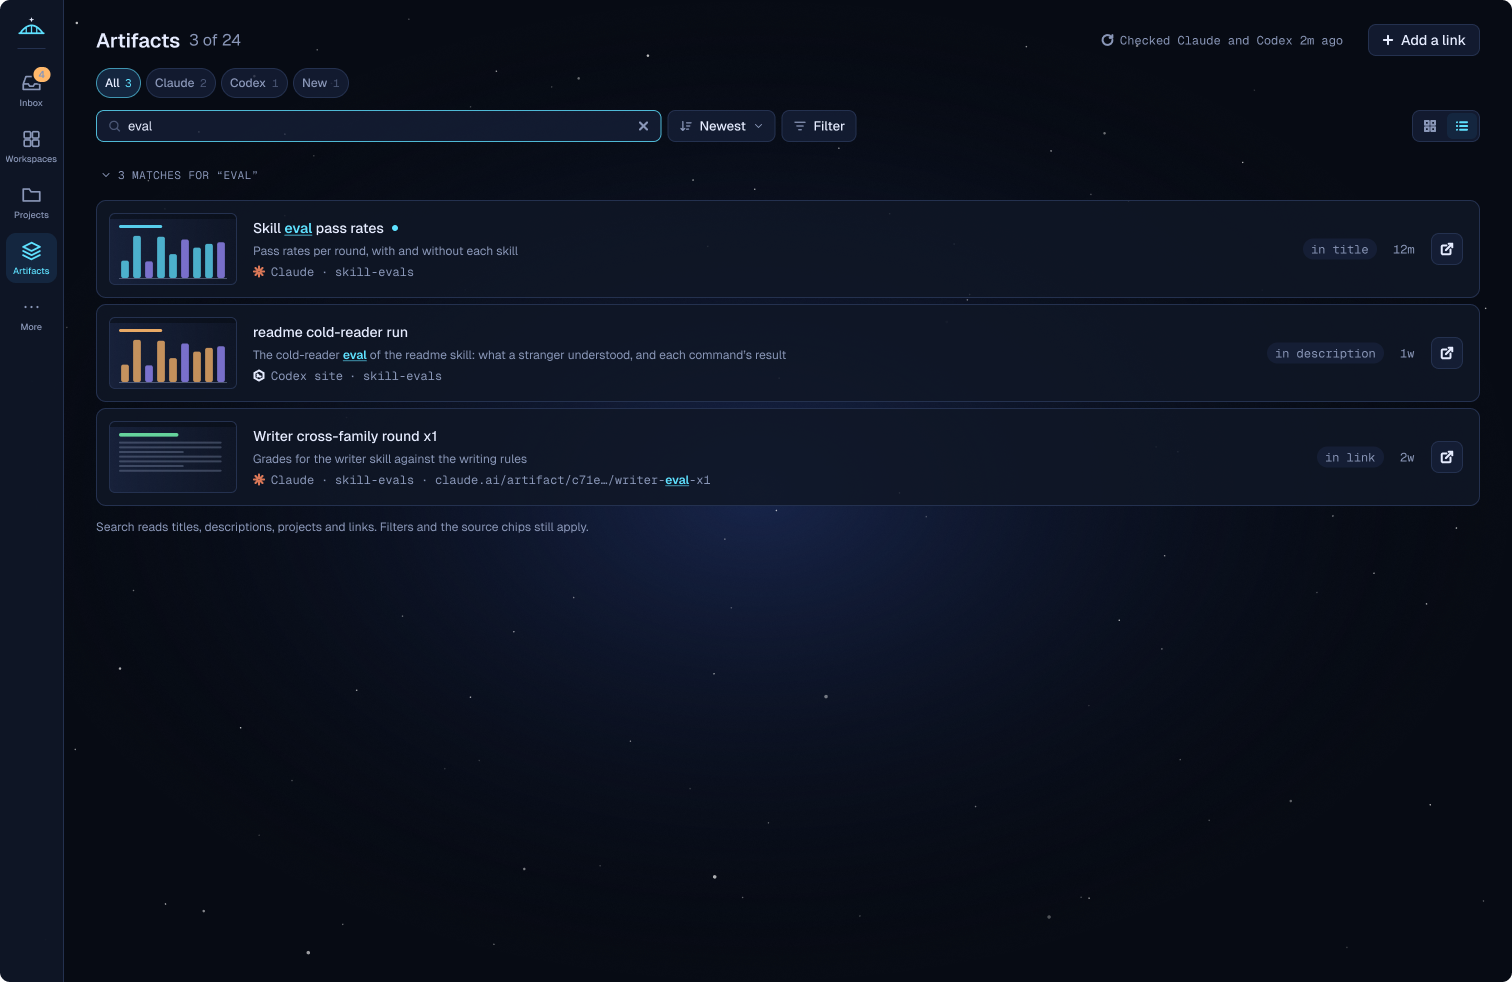 Artifacts 3 of 24
Checked Claude and Codex 2m ago
Add a link
All 3
Claude 2
Codex 1
New 1
eval
Newest
Filter
4
Inbox
Workspaces
Projects
Artifacts
More
3 MATCHES FOR “EVAL”
Skill eval pass rates
Pass rates per round, with and without each skill
Claude · skill-evals
in title
12m
readme cold-reader run
The cold-reader eval of the readme skill: what a stranger understood, and each command’s result
Codex site · skill-evals
in description
1w
Writer cross-family round x1
Grades for the writer skill against the writing rules
Claude · skill-evals · claude.ai/artifact/c71e…/writer-eval-x1
in link
2w
Search reads titles, descriptions, projects and links. Filters and the source chips still apply.